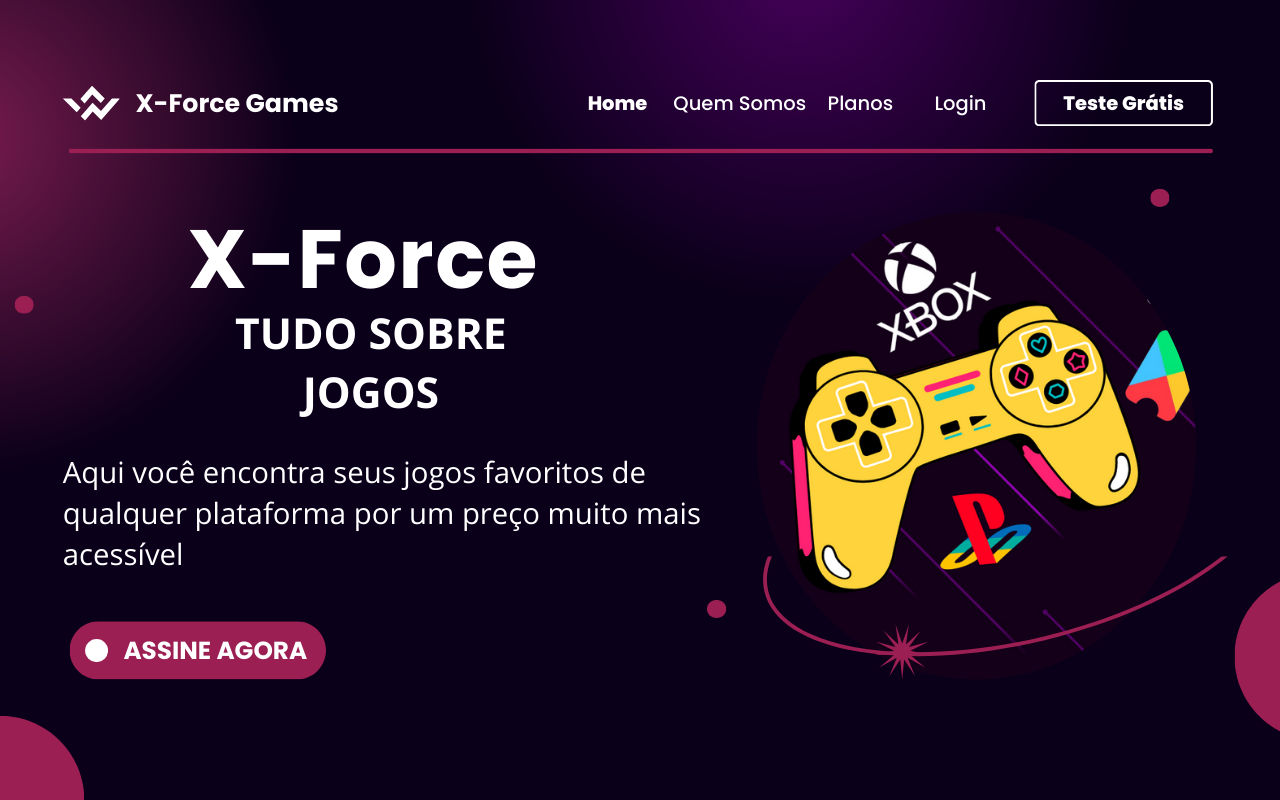 X-Force Games
Home Quem Somos Planos Login Teste Grátis
X-Force
TUDO SOBRE
JOGOS
Aqui você encontra seus jogos favoritos de
qualquer plataforma por um preço muito mais
acessível
ASSINE AGORA
XBOX